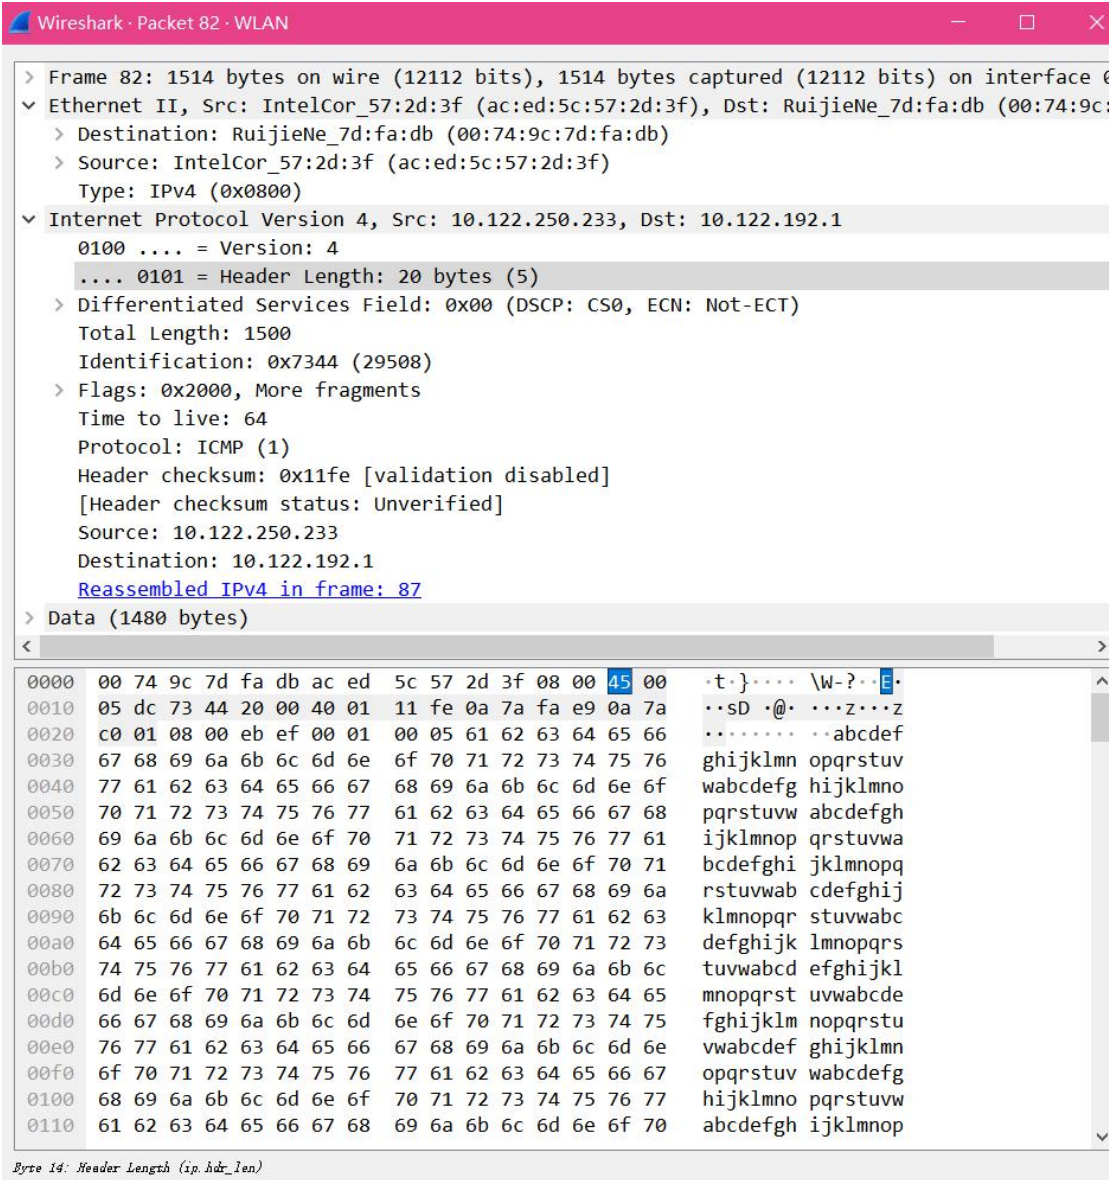 Wireshark · Packet 82 · WLAN
> Frame 82: 1514 bytes on wire (12112 bits), 1514 bytes captured (12112 bits) on interface
Ethernet II, Src: IntelCor_57:2d:3f (ac:ed:5c:57:2d:3f), Dst: RuijieNe_7d:fa:db (00:74:9c:
> Destination: RuijieNe_7d:fa:db (00:74:9c:7d:fa:db)
> Source: IntelCor_57:2d:3f (ac:ed:5c:57:2d:3f)
Type: IPv4 (0x0800)
Internet Protocol Version 4, Src: 10.122.250.233, Dst: 10.122.192.1
0100 .... = Version: 4
.... 0101 = Header Length: 20 bytes (5)
> Differentiated Services Field: 0x00 (DSCP: CS0, ECN: Not-ECT)
Total Length: 1500
Identification: 0x7344 (29508)
> Flags: 0x2000, More fragments
Time to live: 64
Protocol: ICMP (1)
Header checksum: 0x11fe [validation disabled]
[Header checksum status: Unverified]
Source: 10.122.250.233
Destination: 10.122.192.1
Reassembled IPv4 in frame: 87
> Data (1480 bytes)
0000 00 74 9c 7d fa db ac ed 5c 57 2d 3f 08 00 45 00 ·t·}···· \W-?··E·
0010 05 dc 73 44 20 00 40 01 11 fe 0a 7a fa e9 0a 7a ··sD ·@· ···z···z
0020 c0 01 08 00 eb ef 00 01 00 05 61 62 63 64 65 66 ········ ··abcdef
0030 67 68 69 6a 6b 6c 6d 6e 6f 70 71 72 73 74 75 76 ghijklmn opqrstuv
0040 77 61 62 63 64 65 66 67 68 69 6a 6b 6c 6d 6e 6f wabcdefg hijklmno
0050 70 71 72 73 74 75 76 77 61 62 63 64 65 66 67 68 pqrstuvw abcdefgh
0060 69 6a 6b 6c 6d 6e 6f 70 71 72 73 74 75 76 77 61 ijklmnop qrstuvwa
0070 62 63 64 65 66 67 68 69 6a 6b 6c 6d 6e 6f 70 71 bcdefghi jklmnopq
0080 72 73 74 75 76 77 61 62 63 64 65 66 67 68 69 6a rstuvwab cdefghij
0090 6b 6c 6d 6e 6f 70 71 72 73 74 75 76 77 61 62 63 klmnopqr stuvwabc
00a0 64 65 66 67 68 69 6a 6b 6c 6d 6e 6f 70 71 72 73 defghijk lmnopqrs
00b0 74 75 76 77 61 62 63 64 65 66 67 68 69 6a 6b 6c tuvwabcd efghijkl
00c0 6d 6e 6f 70 71 72 73 74 75 76 77 61 62 63 64 65 mnopqrst uvwabcde
00d0 66 67 68 69 6a 6b 6c 6d 6e 6f 70 71 72 73 74 75 fghijklm nopqrstu
00e0 76 77 61 62 63 64 65 66 67 68 69 6a 6b 6c 6d 6e vwabcdef ghijklmn
00f0 6f 70 71 72 73 74 75 76 77 61 62 63 64 65 66 67 opqrstuv wabcdefg
0100 68 69 6a 6b 6c 6d 6e 6f 70 71 72 73 74 75 76 77 hijklmno pqrstuvw
0110 61 62 63 64 65 66 67 68 69 6a 6b 6c 6d 6e 6f 70 abcdefgh ijklmnop
Byte 14: Header Length (ip.hdr_len)